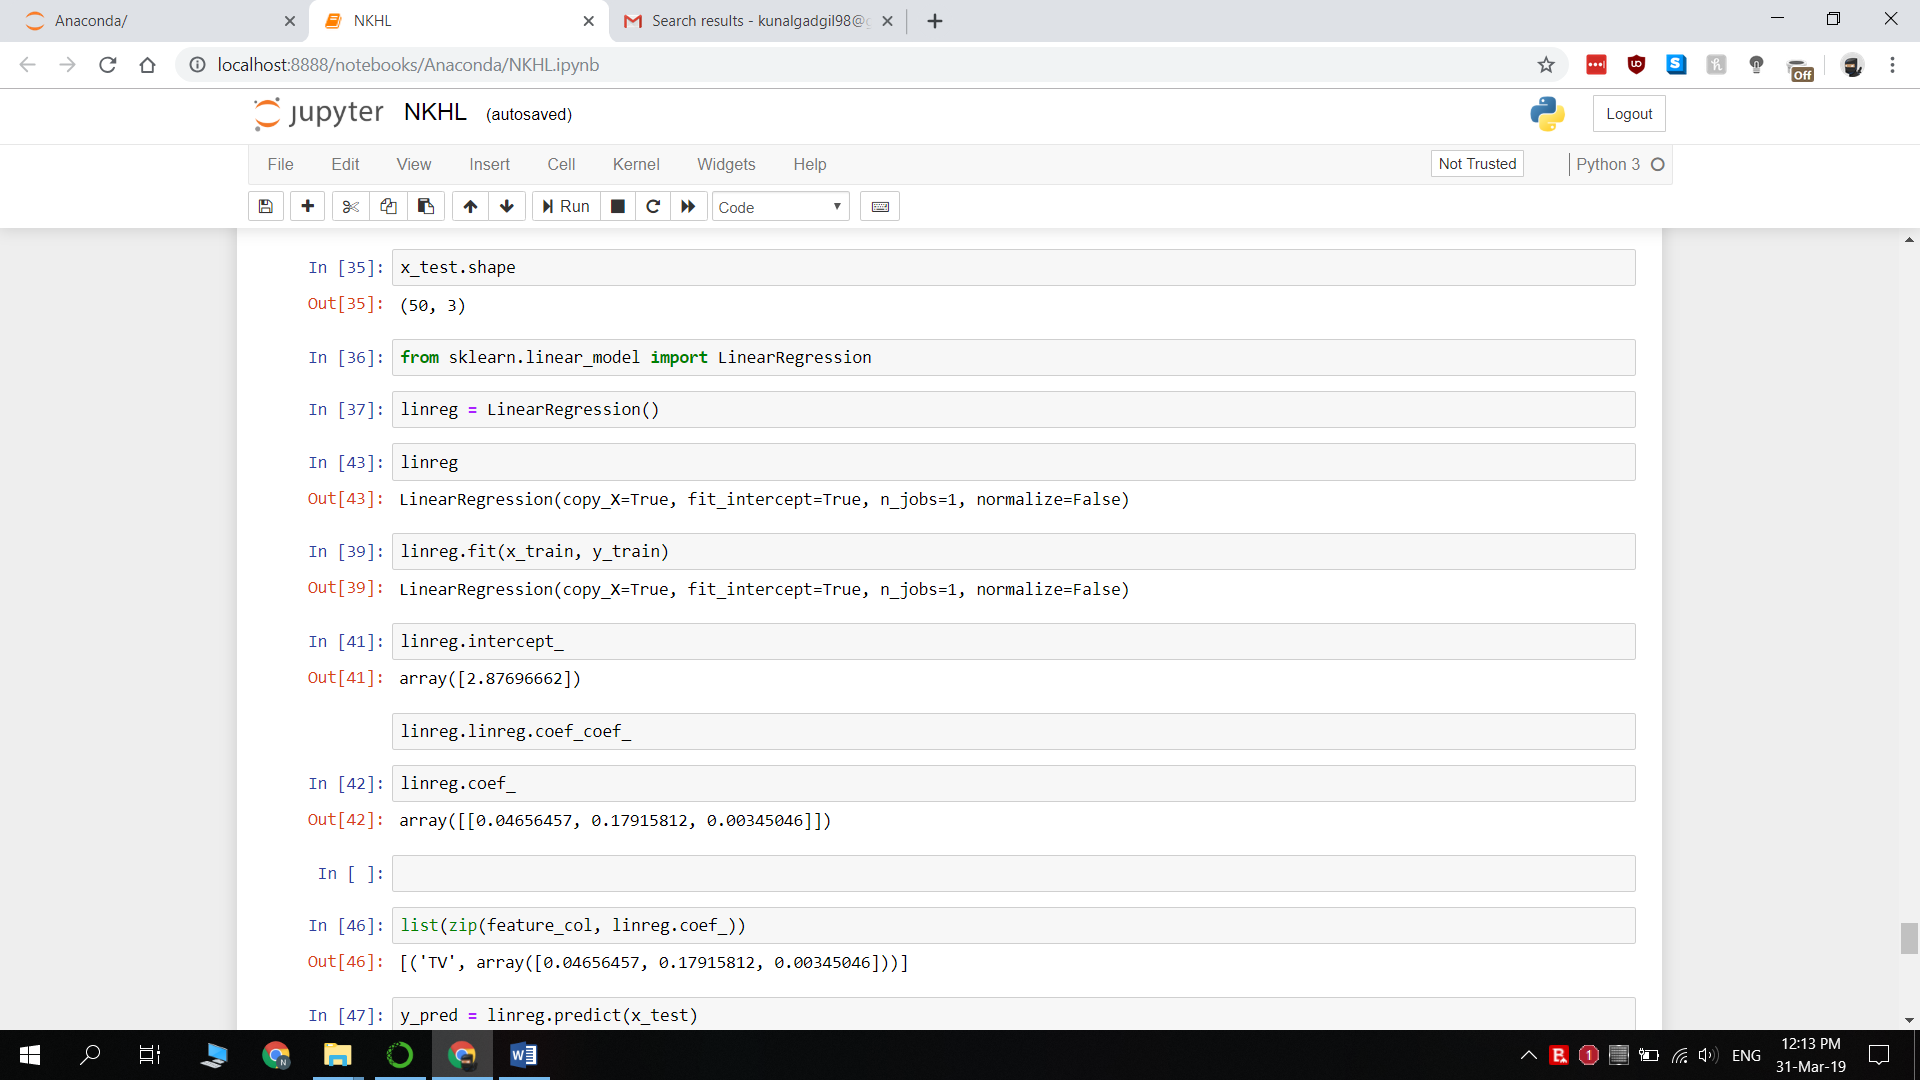 Anaconda/
NKHL
Search results - kunalgadgil98@g
localhost:8888/notebooks/Anaconda/NKHL.ipynb
Off
jupyter NKHL (autosaved)
Logout
File Edit View Insert Cell Kernel Widgets Help
Not Trusted
Python 3
Run
Code
In [35]: x_test.shape
Out[35]: (50, 3)
In [36]: from sklearn.linear_model import LinearRegression
In [37]: linreg = LinearRegression()
In [43]: linreg
Out[43]: LinearRegression(copy_X=True, fit_intercept=True, n_jobs=1, normalize=False)
In [39]: linreg.fit(x_train, y_train)
Out[39]: LinearRegression(copy_X=True, fit_intercept=True, n_jobs=1, normalize=False)
In [41]: linreg.intercept_
Out[41]: array([2.87696662])
linreg.linreg.coef_coef_
In [42]: linreg.coef_
Out[42]: array([[0.04656457, 0.17915812, 0.00345046]])
In [ ]:
In [46]: list(zip(feature_col, linreg.coef_))
Out[46]: [('TV', array([0.04656457, 0.17915812, 0.00345046]))]
In [47]: y_pred = linreg.predict(x_test)
ENG
12:13 PM
31-Mar-19